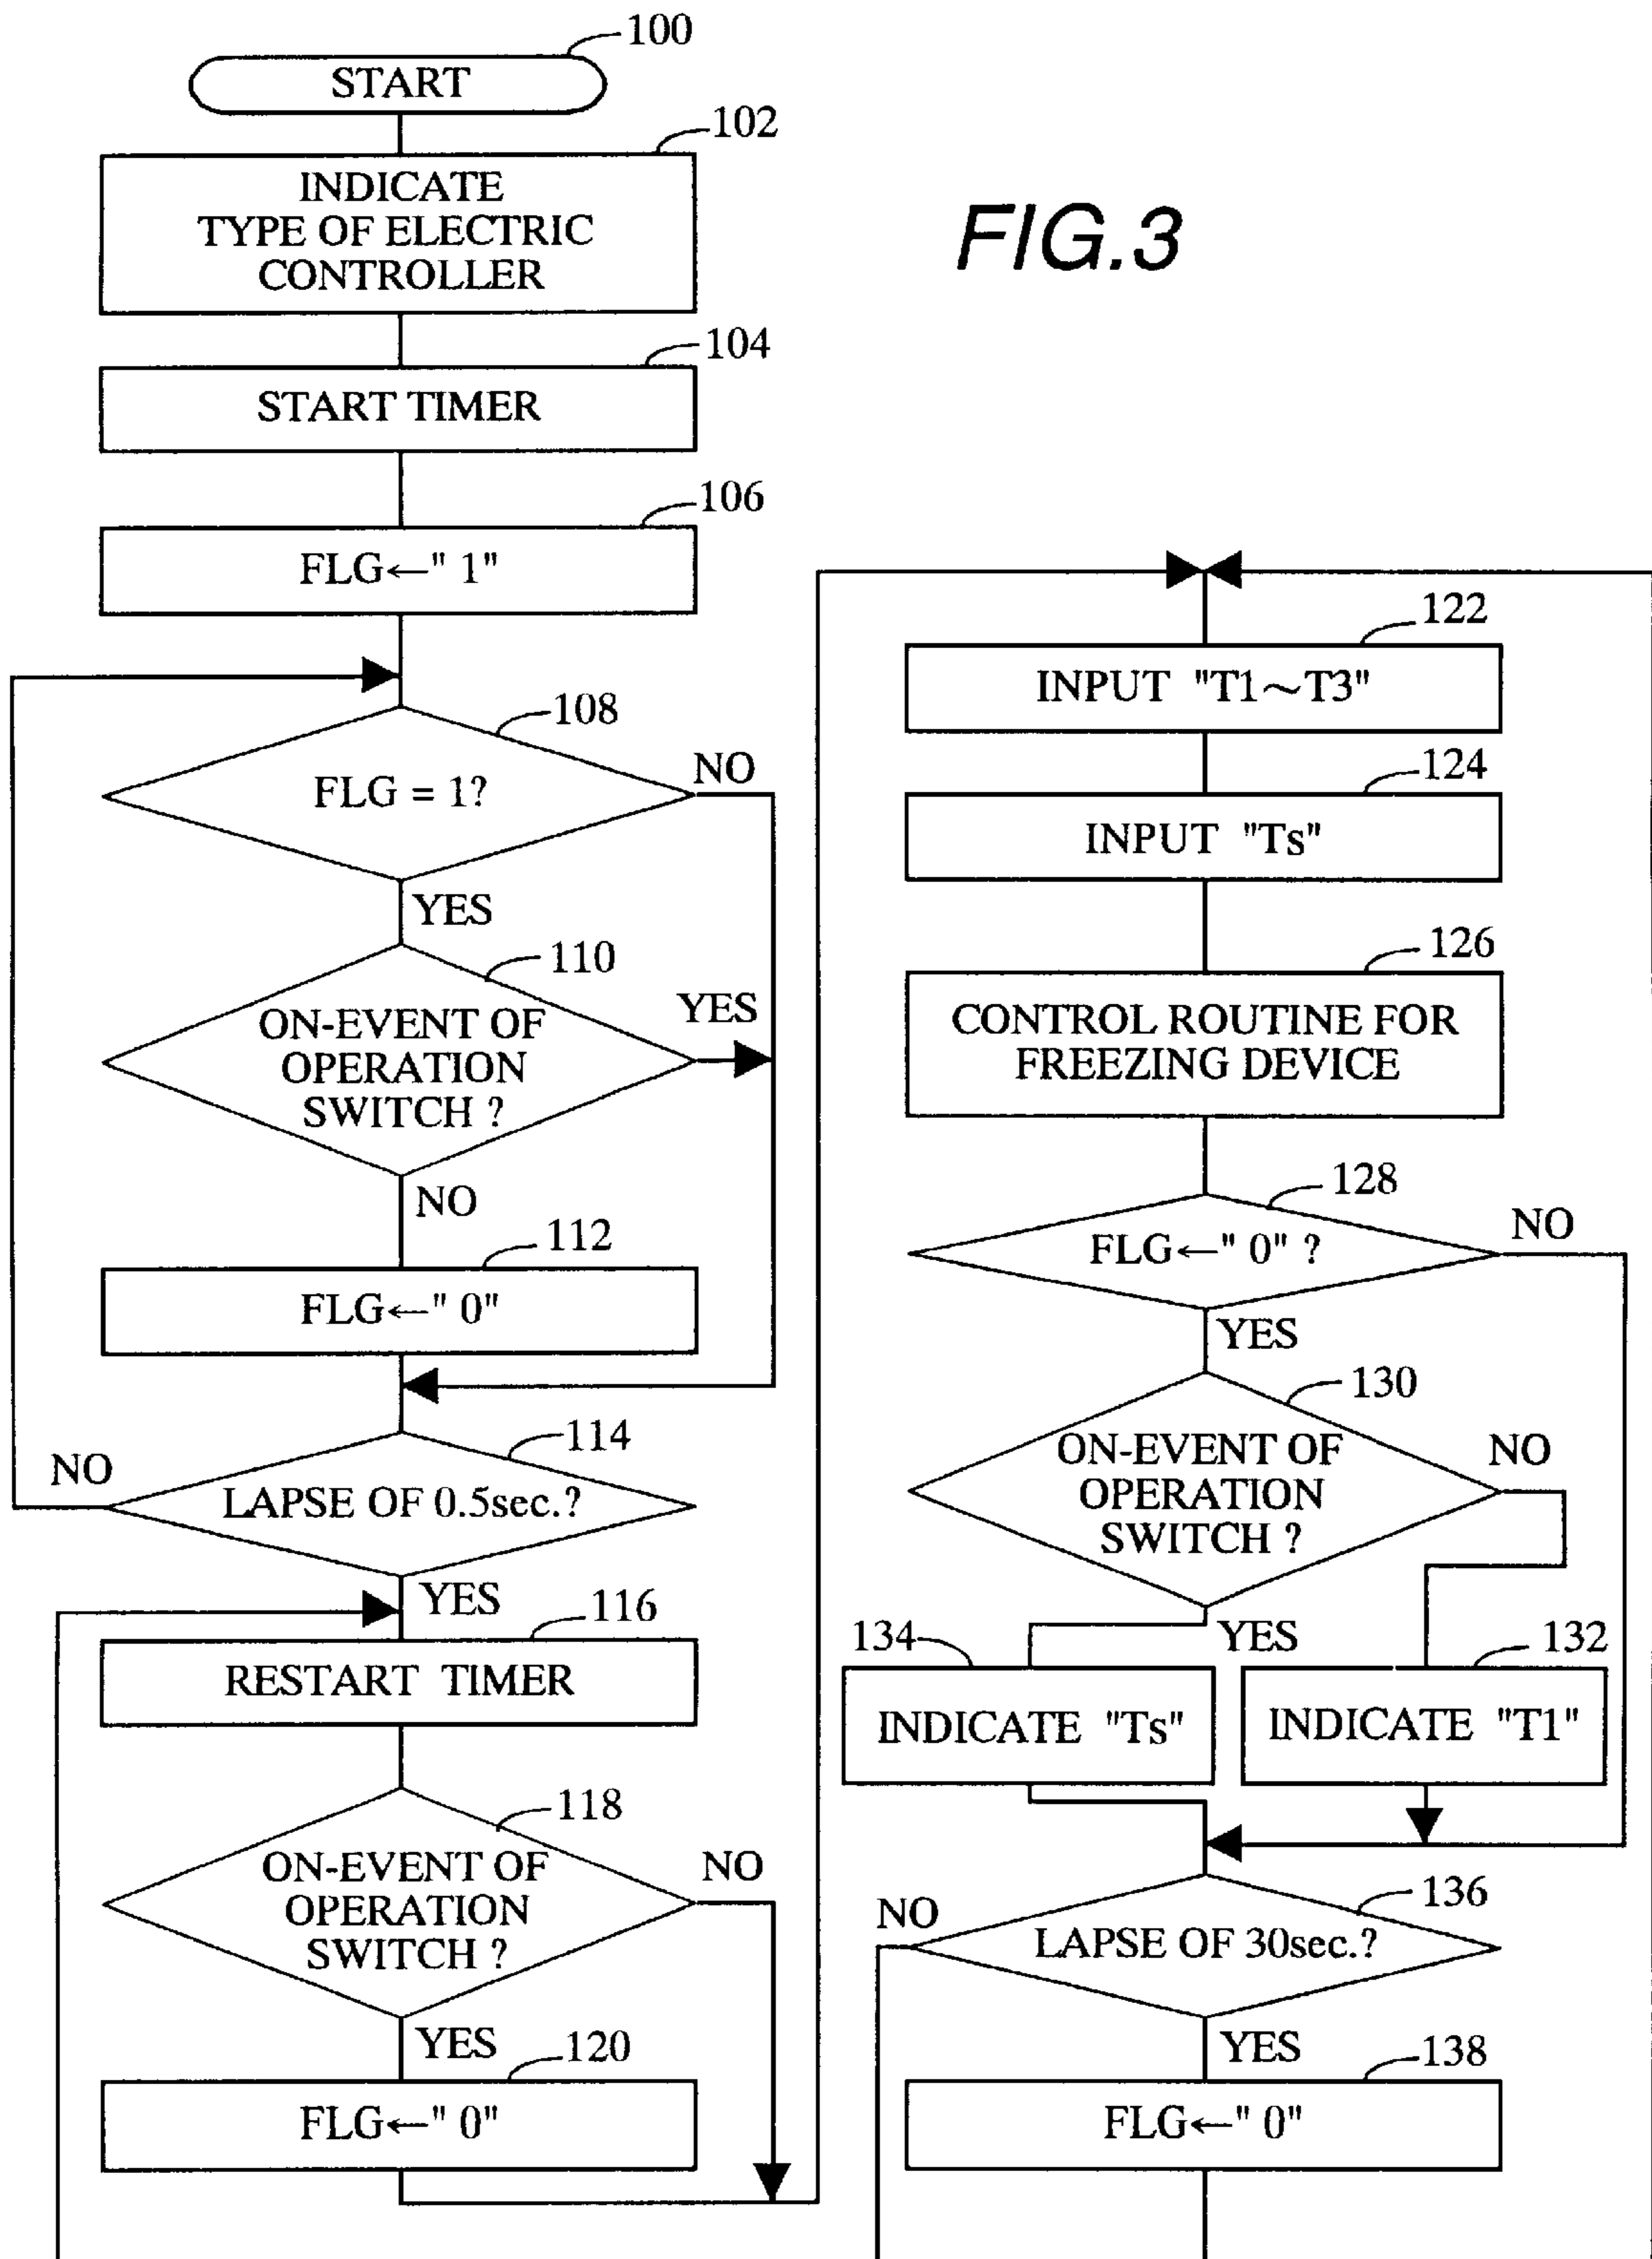 FIG.3
100
START
102
INDICATE
TYPE OF ELECTRIC
CONTROLLER
104
START TIMER
106
FLG←" 1"
108
FLG = 1?
NO
YES
110
ON-EVENT OF
OPERATION
SWITCH ?
YES
NO
112
FLG←" 0"
114
NO
LAPSE OF 0.5sec.?
YES
116
RESTART TIMER
118
ON-EVENT OF
OPERATION
SWITCH ?
NO
YES
120
FLG←" 0"
122
INPUT "T1~T3"
124
INPUT "Ts"
126
CONTROL ROUTINE FOR
FREEZING DEVICE
128
FLG←" 0" ?
NO
YES
130
ON-EVENT OF
OPERATION
SWITCH ?
NO
YES
134
INDICATE "Ts"
132
INDICATE "T1"
136
NO
LAPSE OF 30sec.?
YES
138
FLG←" 0"